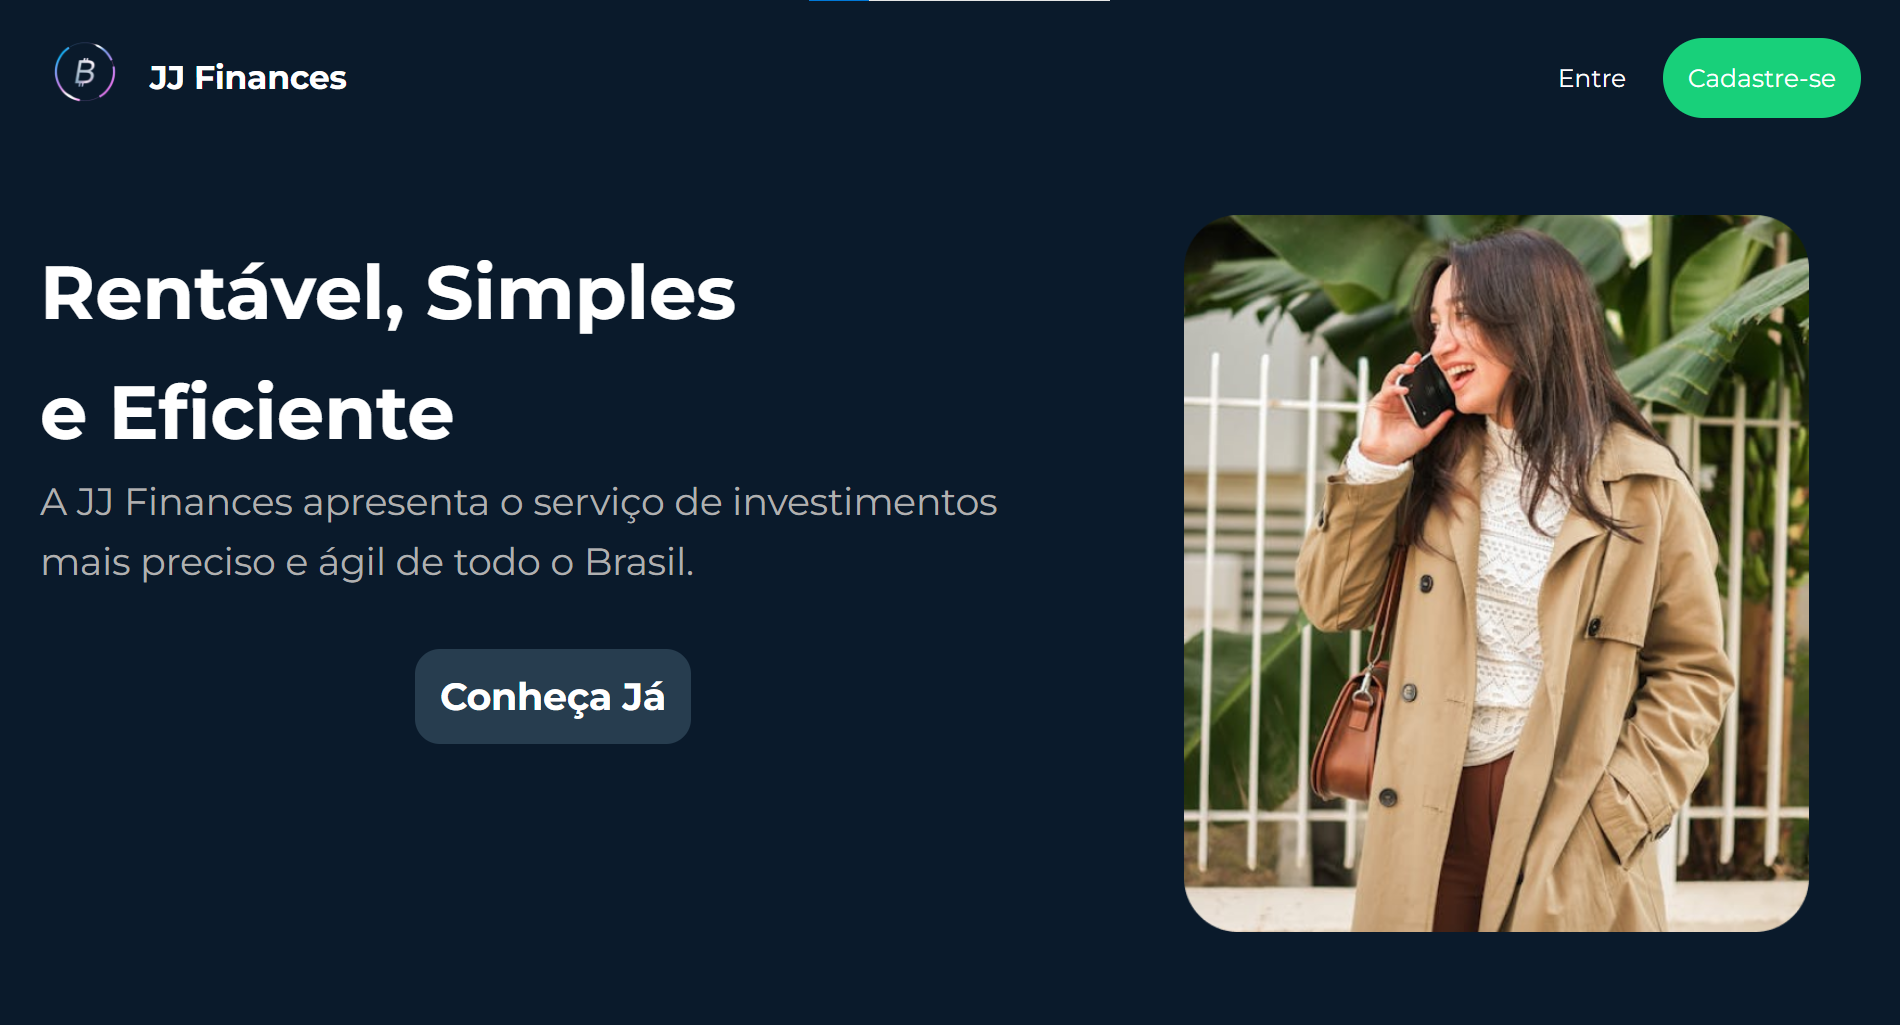 JJ Finances
Entre
Cadastre-se
Rentável, Simples
e Eficiente
A JJ Finances apresenta o serviço de investimentos
mais preciso e ágil de todo o Brasil.
Conheça Já